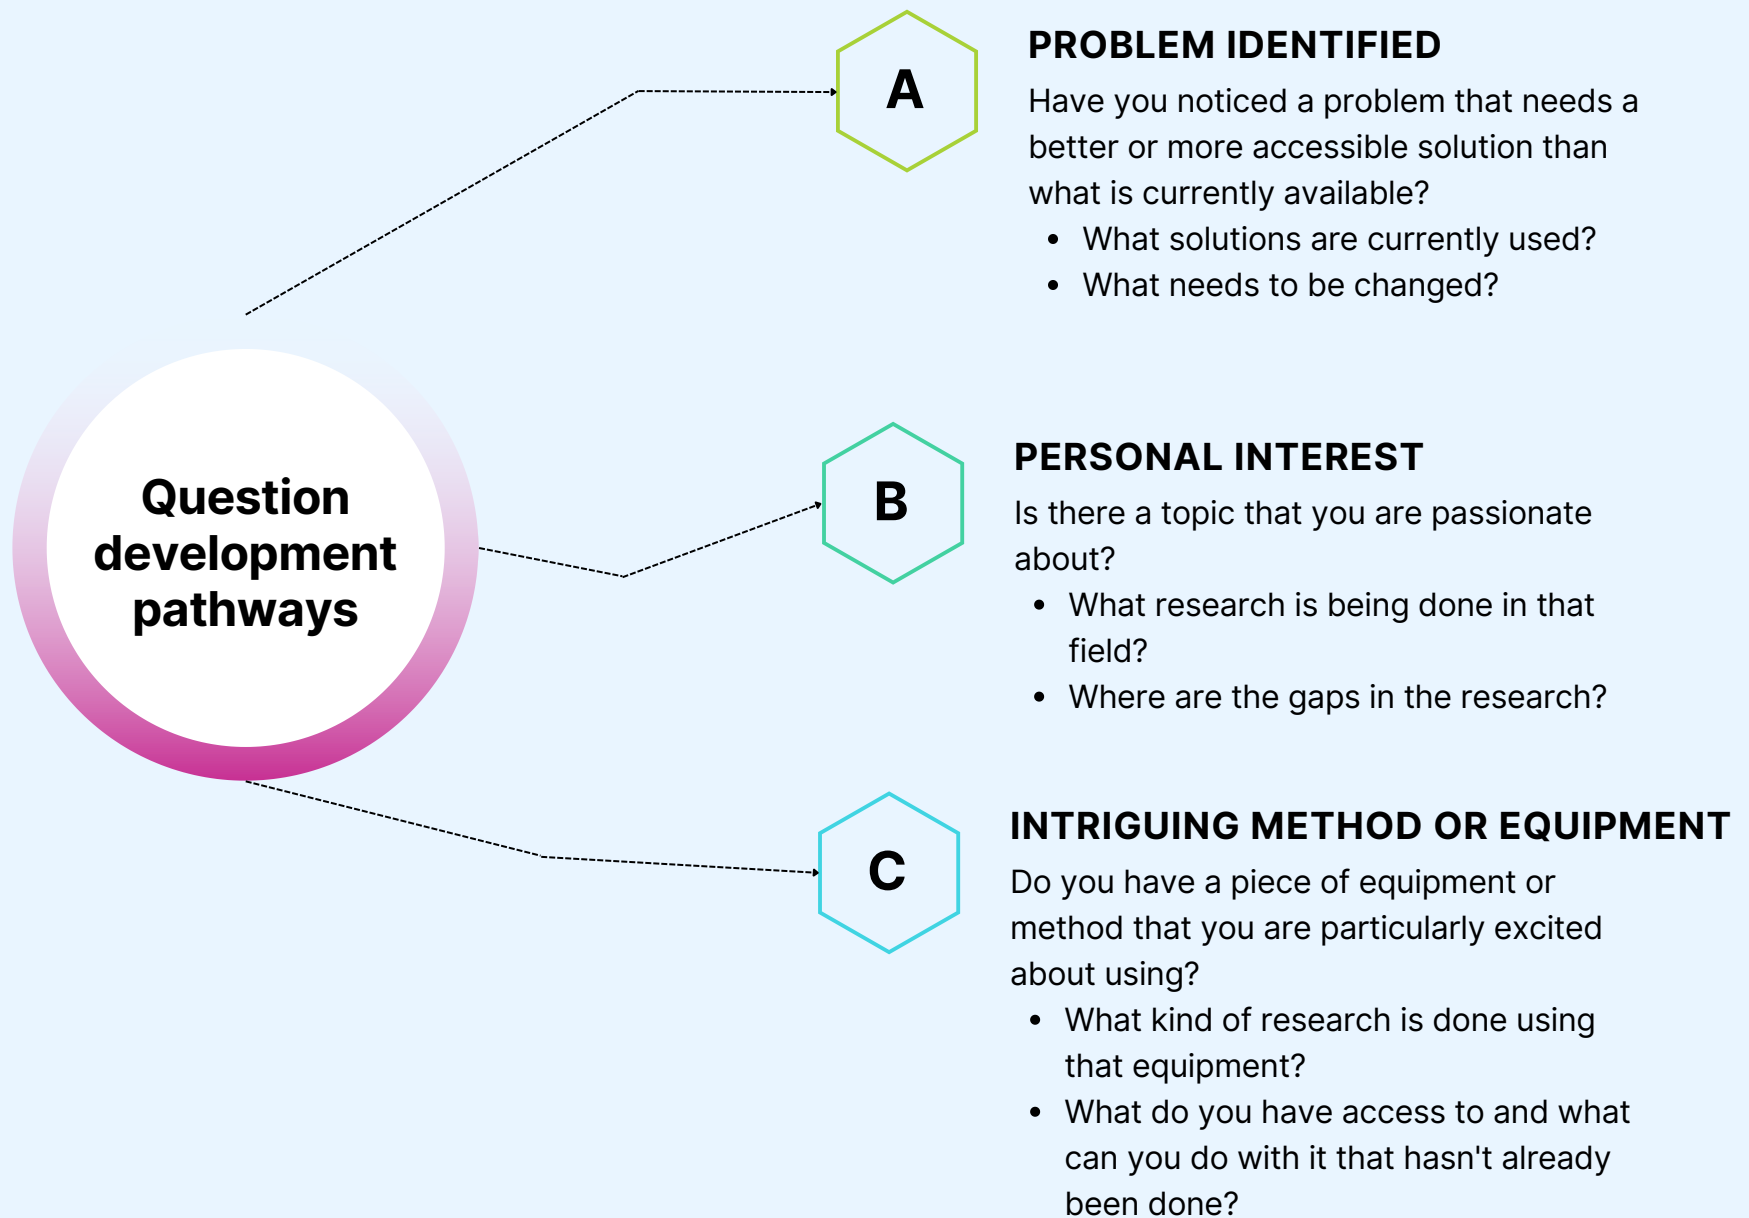 Question
development
pathways
A
PROBLEM IDENTIFIED
Have you noticed a problem that needs a
better or more accessible solution than
what is currently available?
• What solutions are currently used?
• What needs to be changed?
B
PERSONAL INTEREST
Is there a topic that you are passionate
about?
• What research is being done in that
field?
• Where are the gaps in the research?
C
INTRIGUING METHOD OR EQUIPMENT
Do you have a piece of equipment or
method that you are particularly excited
about using?
• What kind of research is done using
that equipment?
• What do you have access to and what
can you do with it that hasn't already
been done?